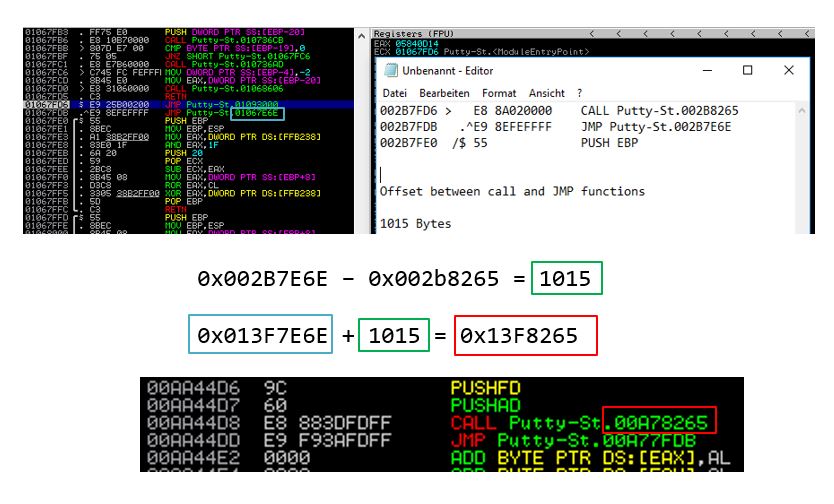 01067FB3 . FF75 E0 PUSH DWORD PTR SS:[EBP-20]
01067FB6 . E8 10B70000 CALL Putty-St.010736CB
01067FBB > 807D E7 00 CMP BYTE PTR SS:[EBP-19],0
01067FBF . 75 05 JNZ SHORT Putty-St.01067FC6
01067FC1 . E8 E7B60000 CALL Putty-St.010736AD
01067FC6 > C745 FC FEFFFI MOV DWORD PTR SS:[EBP-4],-2
01067FCD . 8B45 E0 MOV EAX,DWORD PTR SS:[EBP-20]
01067FD0 > E8 31060000 CALL Putty-St.01068606
01067FD5 . C3 RETN
01067FD6 $ E9 25B00200 JMP Putty-St.01093000
01067FDB .^E9 8EFEFFFF JMP Putty-St.01067E6E
01067FE0 $ 55 PUSH EBP
01067FE1 . 8BEC MOV EBP,ESP
01067FE3 . A1 38B2FF00 MOV EAX,DWORD PTR DS:[FFB238]
01067FE8 . 83E0 1F AND EAX,1F
01067FEB . 6A 20 PUSH 20
01067FED . 59 POP ECX
01067FEE . 2BC8 SUB ECX,EAX
01067FF0 . 8B45 08 MOV EAX,DWORD PTR SS:[EBP+8]
01067FF3 . D3C8 ROR EAX,CL
01067FF5 . 3305 38B2FF00 XOR EAX,DWORD PTR DS:[FFB238]
01067FFB . 5D POP EBP
01067FFC . C3 RETN
01067FFD $ 55 PUSH EBP
01067FFE . 8BEC MOV EBP,ESP
Registers (FPU) < < < < < < < <
EAX 05840D14
ECX 01067FD6 Putty-St.<ModuleEntryPoint>
Unbenannt - Editor
Datei Bearbeiten Format Ansicht ?
002B7FD6 > E8 8A020000 CALL Putty-St.002B8265
002B7FDB .^E9 8EFEFFFF JMP Putty-St.002B7E6E
002B7FE0 /$ 55 PUSH EBP
Offset between call and JMP functions
1015 Bytes
0x002B7E6E – 0x002b8265 = 1015
0x013F7E6E + 1015 = 0x13F8265
00AA44D6 9C PUSHFD
00AA44D7 60 PUSHAD
00AA44D8 E8 883DFDFF CALL Putty-St.00A78265
00AA44DD E9 F93AFDFF JMP Putty-St.00A77FDB
00AA44E2 0000 ADD BYTE PTR DS:[EAX],AL